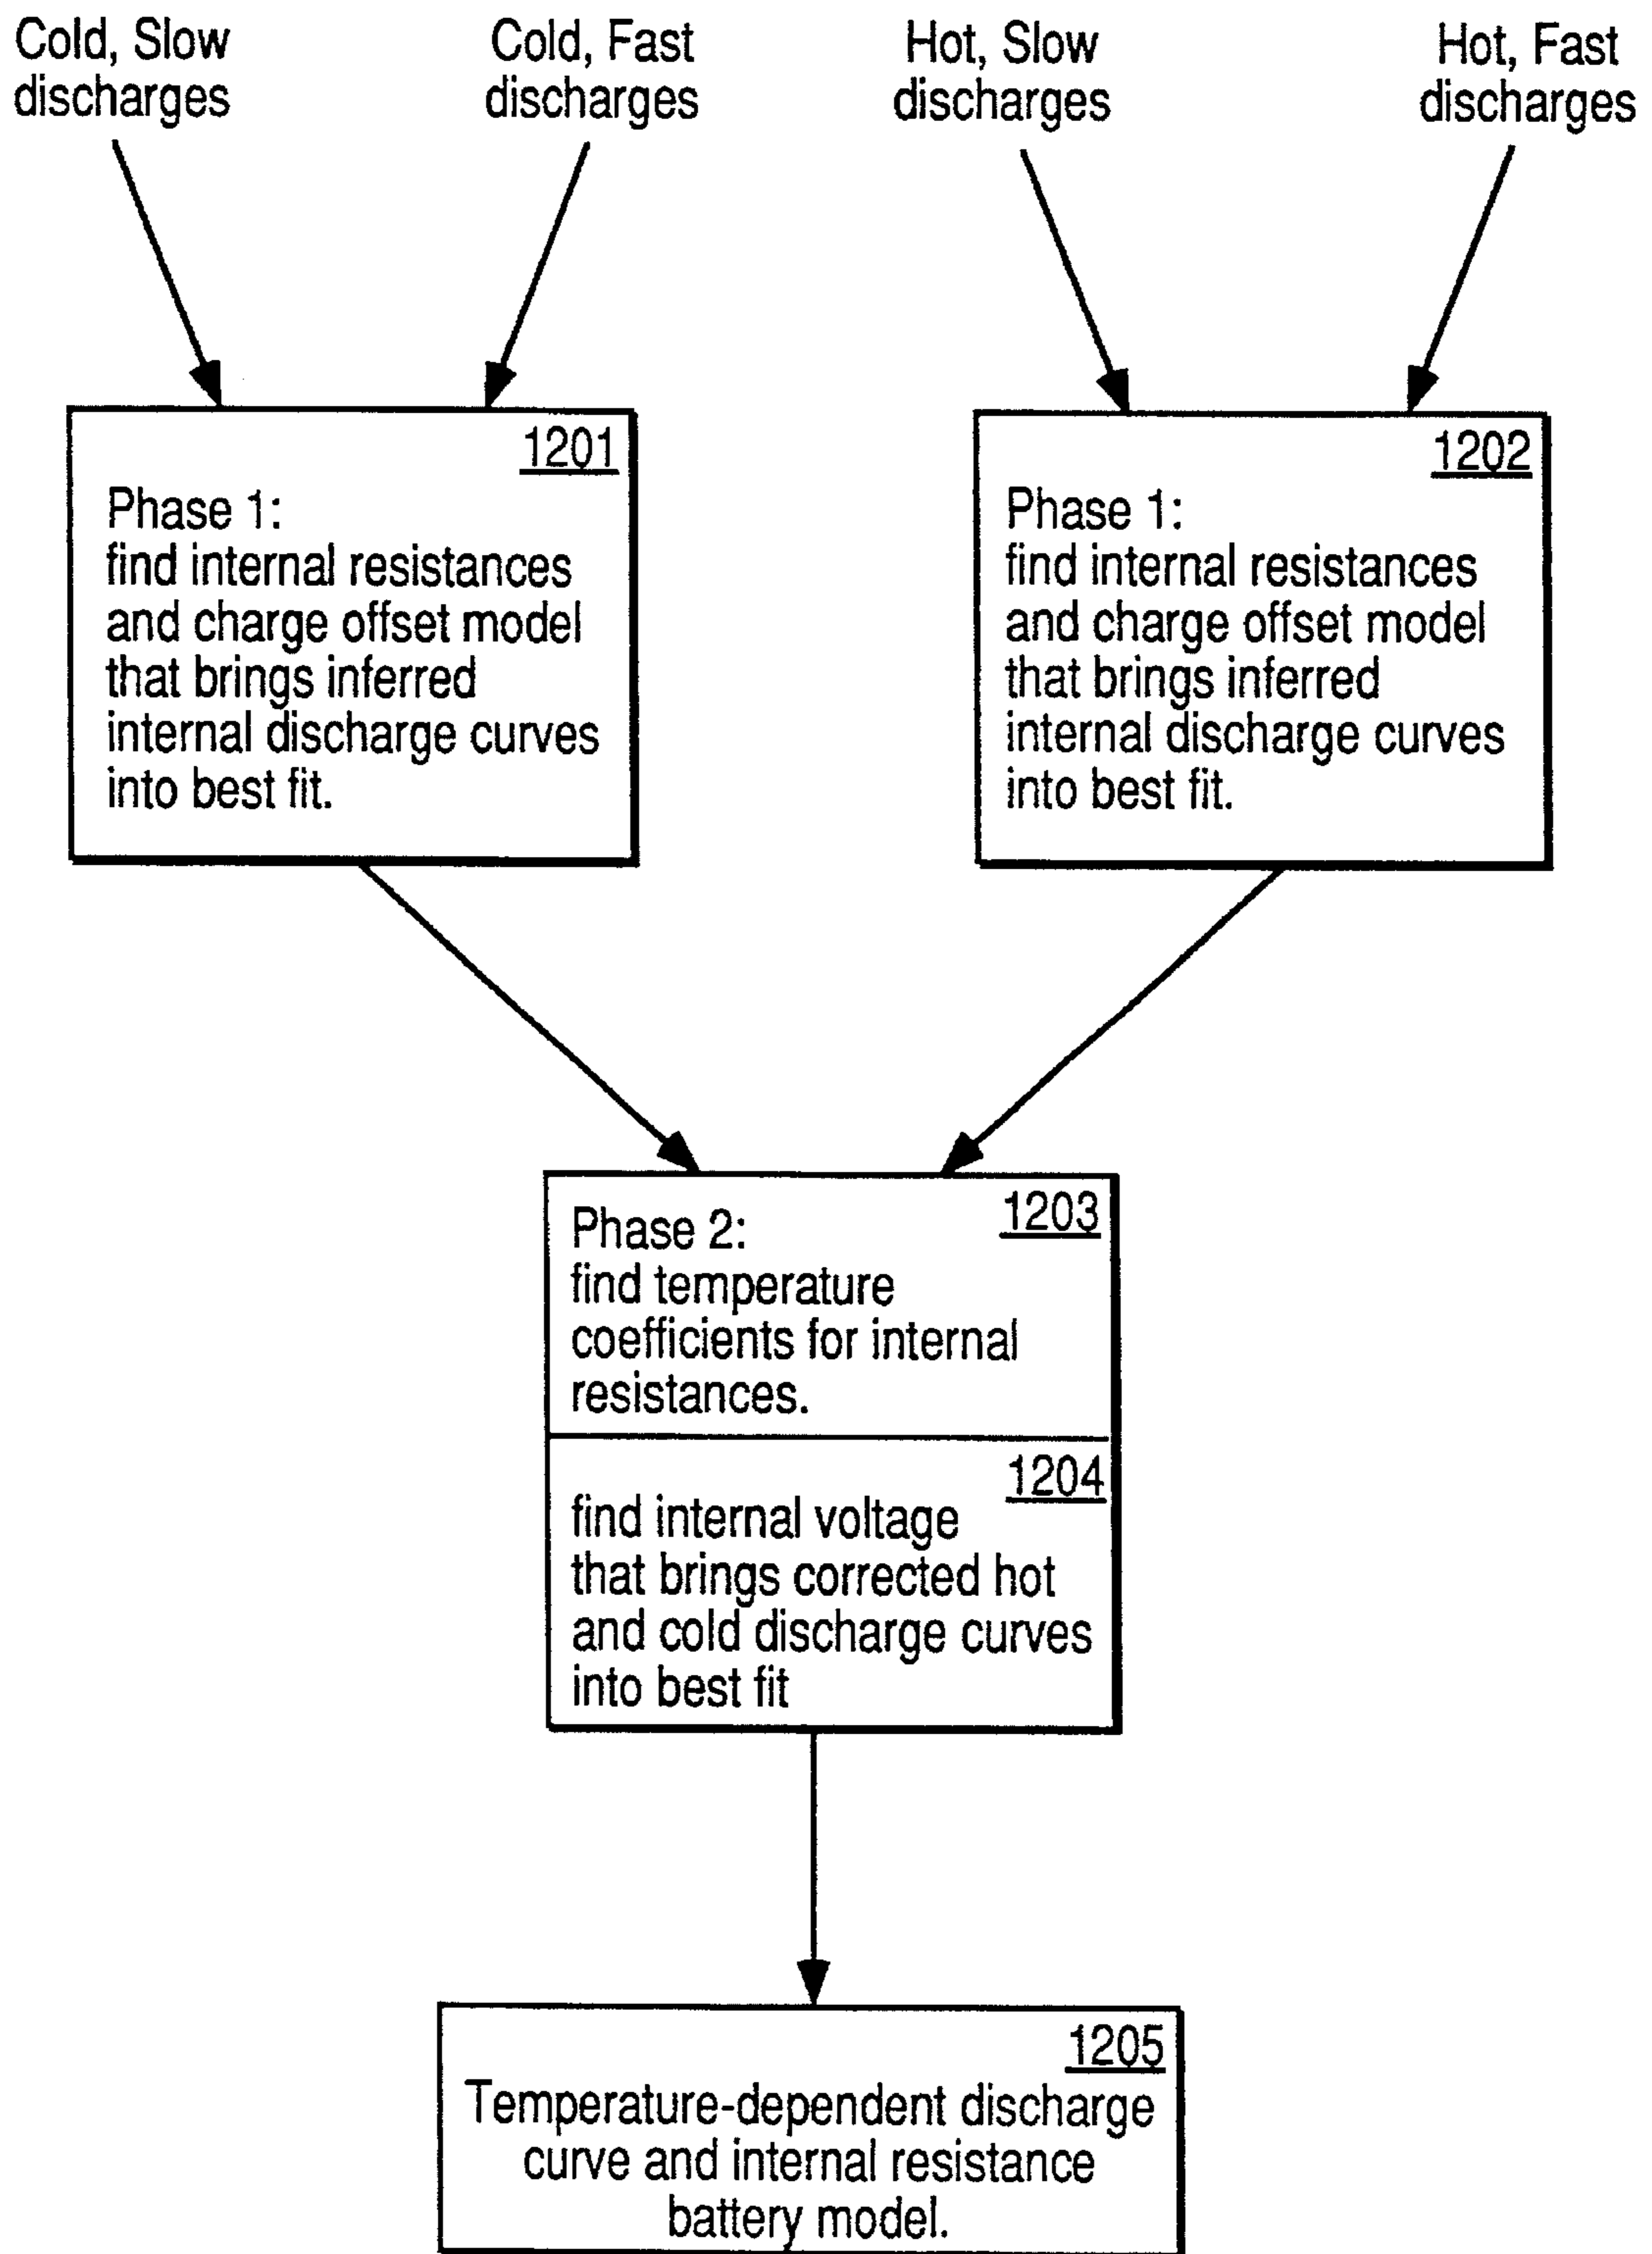 Cold, Slow
discharges
Cold, Fast
discharges
Hot, Slow
discharges
Hot, Fast
discharges
1201
Phase 1:
find internal resistances
and charge offset model
that brings inferred
internal discharge curves
into best fit.
1202
Phase 1:
find internal resistances
and charge offset model
that brings inferred
internal discharge curves
into best fit.
1203
Phase 2:
find temperature
coefficients for internal
resistances.
1204
find internal voltage
that brings corrected hot
and cold discharge curves
into best fit
1205
Temperature-dependent discharge
curve and internal resistance
battery model.